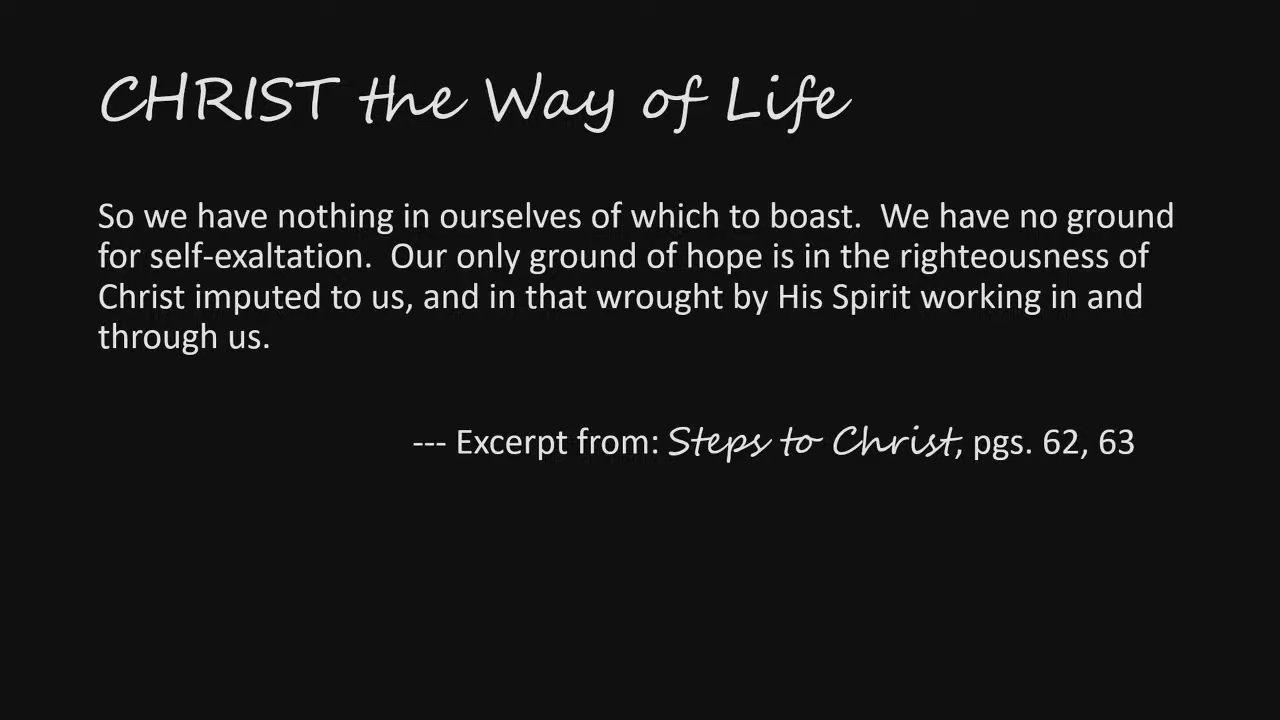 CHRIST the Way of Life
So we have nothing in ourselves of which to boast.  We have no ground
for self-exaltation.  Our only ground of hope is in the righteousness of
Christ imputed to us, and in that wrought by His Spirit working in and
through us.
--- Excerpt from: Steps to Christ, pgs. 62, 63